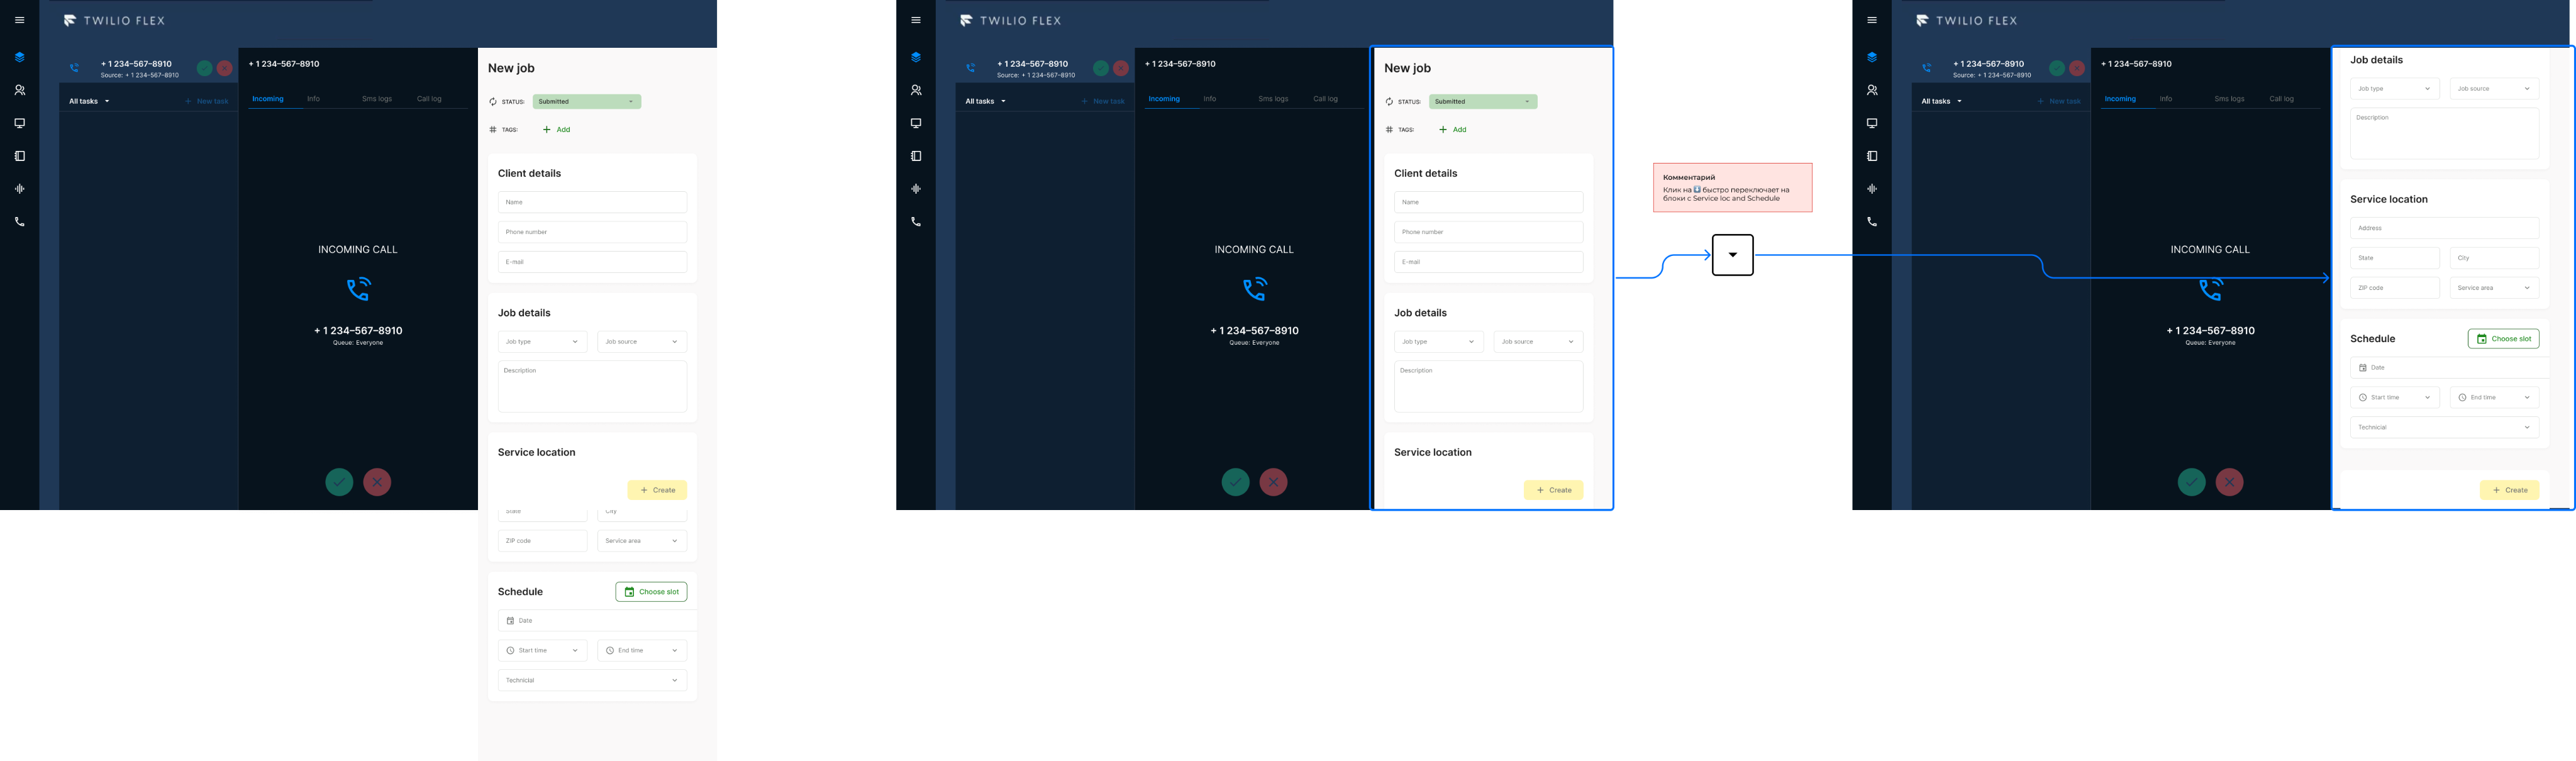 TWILIO FLEX
+ 1 234-567-8910
Source: + 1 234-567-8910
All tasks
+ New task
+ 1 234-567-8910
Incoming
Info
Sms logs
Call log
INCOMING CALL
+ 1 234-567-8910
Queue: Everyone
New job
STATUS:
Submitted
TAGS:
+ Add
Client details
Name
Phone number
E-mail
Job details
Job type
Job source
Description
Service location
+ Create
State
City
ZIP code
Service area
Schedule
Choose slot
Date
Start time
End time
Technicial
TWILIO FLEX
+ 1 234-567-8910
Source: + 1 234-567-8910
All tasks
+ New task
+ 1 234-567-8910
Incoming
Info
Sms logs
Call log
INCOMING CALL
+ 1 234-567-8910
Queue: Everyone
New job
STATUS:
Submitted
TAGS:
+ Add
Client details
Name
Phone number
E-mail
Job details
Job type
Job source
Description
Service location
+ Create
Комментарий
Клик на ⬇️ быстро переключает на
блоки с Service loc and Schedule
TWILIO FLEX
+ 1 234-567-8910
Source: + 1 234-567-8910
All tasks
+ New task
+ 1 234-567-8910
Incoming
Info
Sms logs
Call log
INCOMING CALL
+ 1 234-567-8910
Queue: Everyone
Job details
Job type
Job source
Description
Service location
Address
State
City
ZIP code
Service area
Schedule
Choose slot
Date
Start time
End time
Technicial
+ Create